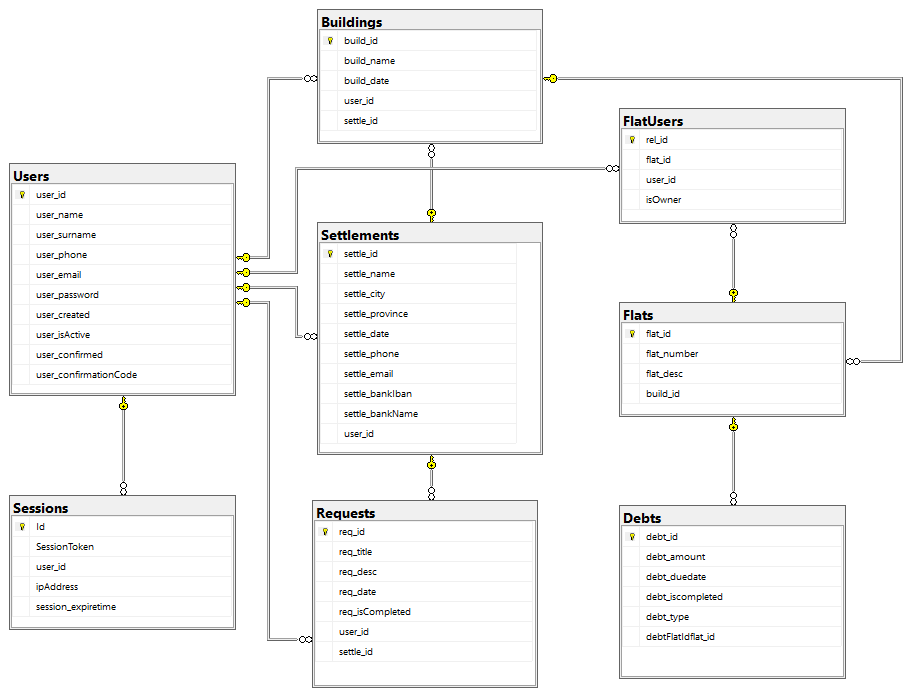 Buildings
build_id
build_name
build_date
user_id
settle_id
FlatUsers
rel_id
flat_id
user_id
isOwner
Users
user_id
user_name
user_surname
user_phone
user_email
user_password
user_created
user_isActive
user_confirmed
user_confirmationCode
Settlements
settle_id
settle_name
settle_city
settle_province
settle_date
settle_phone
settle_email
settle_bankIban
settle_bankName
user_id
Flats
flat_id
flat_number
flat_desc
build_id
Sessions
Id
SessionToken
user_id
ipAddress
session_expiretime
Requests
req_id
req_title
req_desc
req_date
req_isCompleted
user_id
settle_id
Debts
debt_id
debt_amount
debt_duedate
debt_iscompleted
debt_type
debtFlatIdflat_id